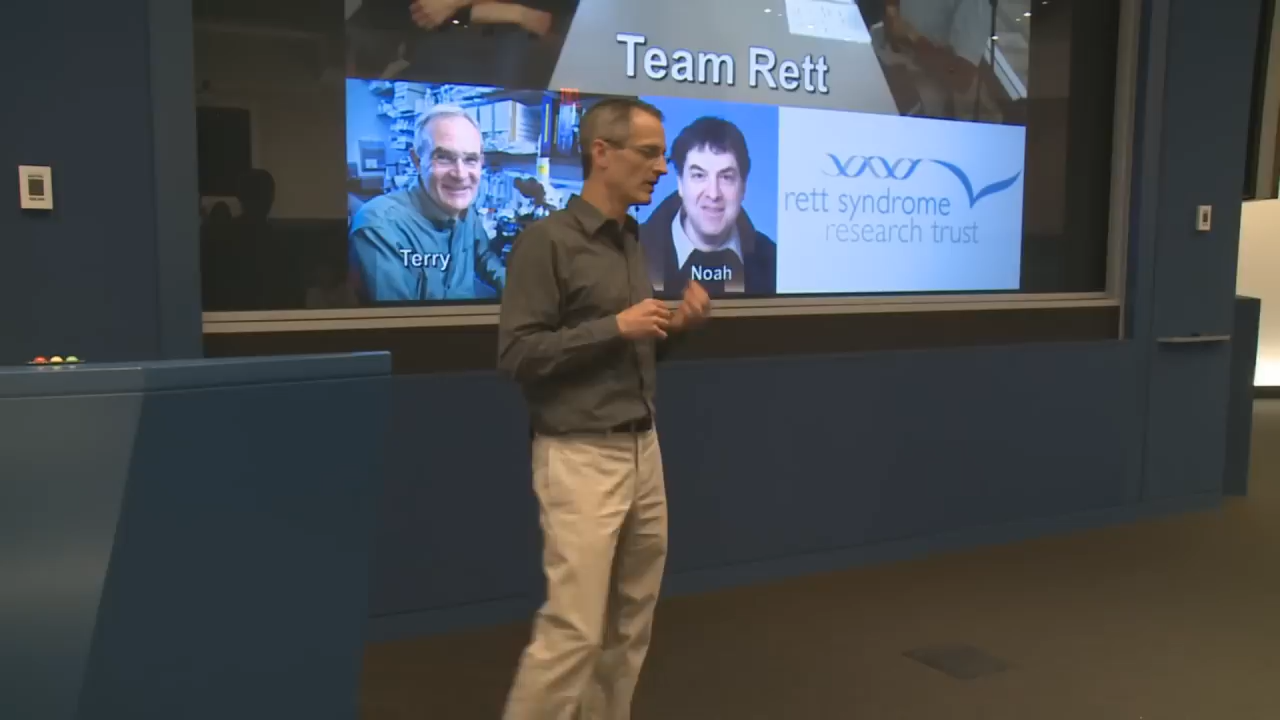 Team Rett
Terry
Noah
rett syndrome
research trust